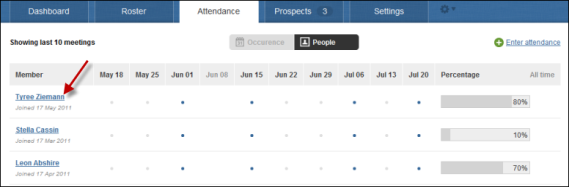 Dashboard Roster Attendance Prospects 3 Settings
Showing last 10 meetings Occurence People Enter attendance
Member May 18 May 25 Jun 01 Jun 08 Jun 15 Jun 22 Jun 29 Jul 06 Jul 13 Jul 20 Percentage All time
Tyree Ziemann
Joined 17 May 2011
80%
Stella Cassin
Joined 17 Mar 2011
10%
Leon Abshire
Joined 17 Apr 2011
70%